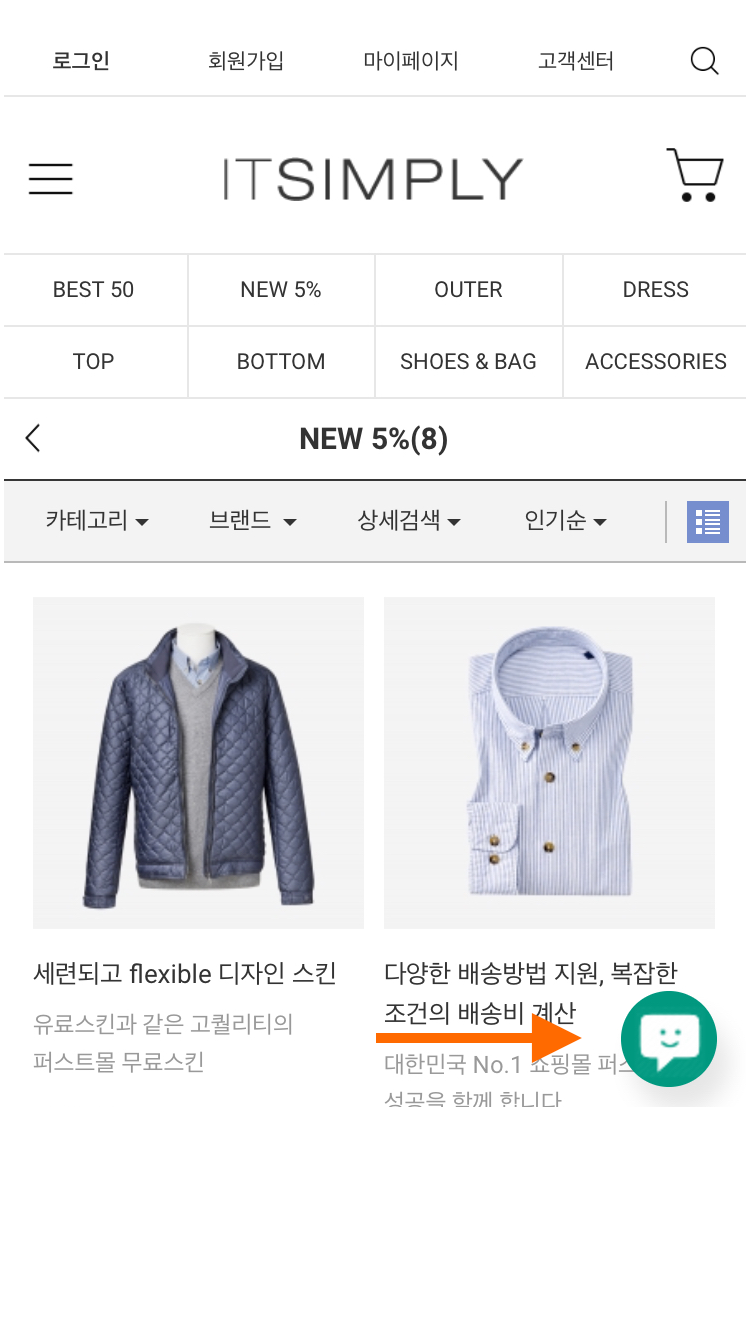 로그인 회원가입 마이페이지 고객센터
ITSIMPLY
BEST 50 NEW 5% OUTER DRESS
TOP BOTTOM SHOES & BAG ACCESSORIES
NEW 5%(8)
카테고리 브랜드 상세검색 인기순
세련되고 flexible 디자인 스킨
유료스킨과 같은 고퀄리티의
퍼스트몰 무료스킨
다양한 배송방법 지원, 복잡한
조건의 배송비 계산
대한민국 No.1 쇼핑몰 퍼스
성공을 함께 합니다